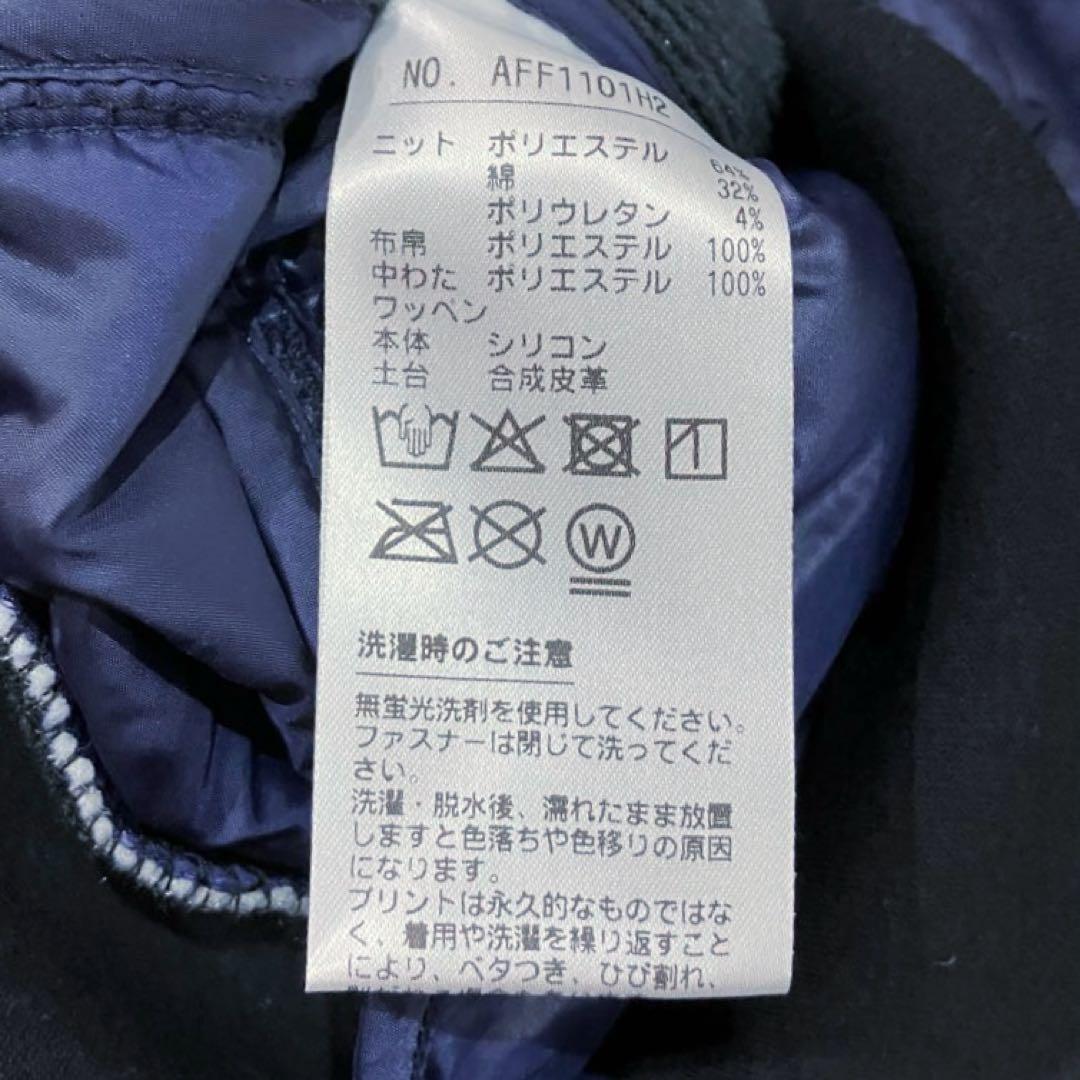 NO. AFF1101H2
ニット ポリエステル 64%
綿 32%
ポリウレタン 4%
布帛 ポリエステル 100%
中わた ポリエステル 100%
ワッペン
本体 シリコン
土台 合成皮革
W
洗濯時のご注意
無蛍光洗剤を使用してください。
ファスナーは閉じて洗ってくだ
さい。
洗濯・脱水後、濡れたまま放置
しますと色落ちや色移りの原因
になります。
プリントは永久的なものではな
く、着用や洗濯を繰り返すこと
により、ベタつき、ひび割れ、